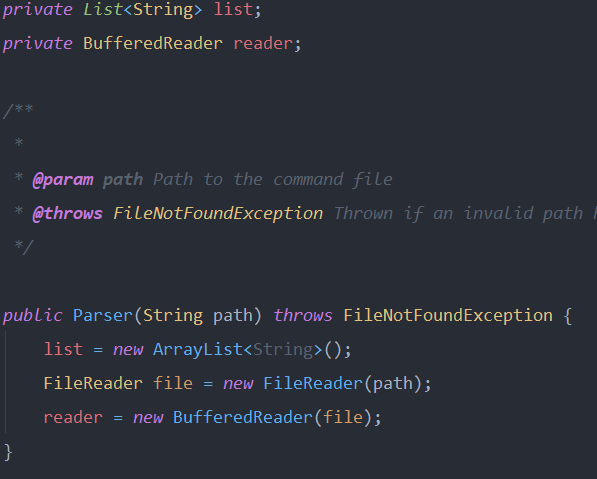 private List<String> list;
private BufferedReader reader;
/**
 *
 * @param path Path to the command file
 * @throws FileNotFoundException Thrown if an invalid path
 */
public Parser(String path) throws FileNotFoundException {
    list = new ArrayList<String>();
    FileReader file = new FileReader(path);
    reader = new BufferedReader(file);
}